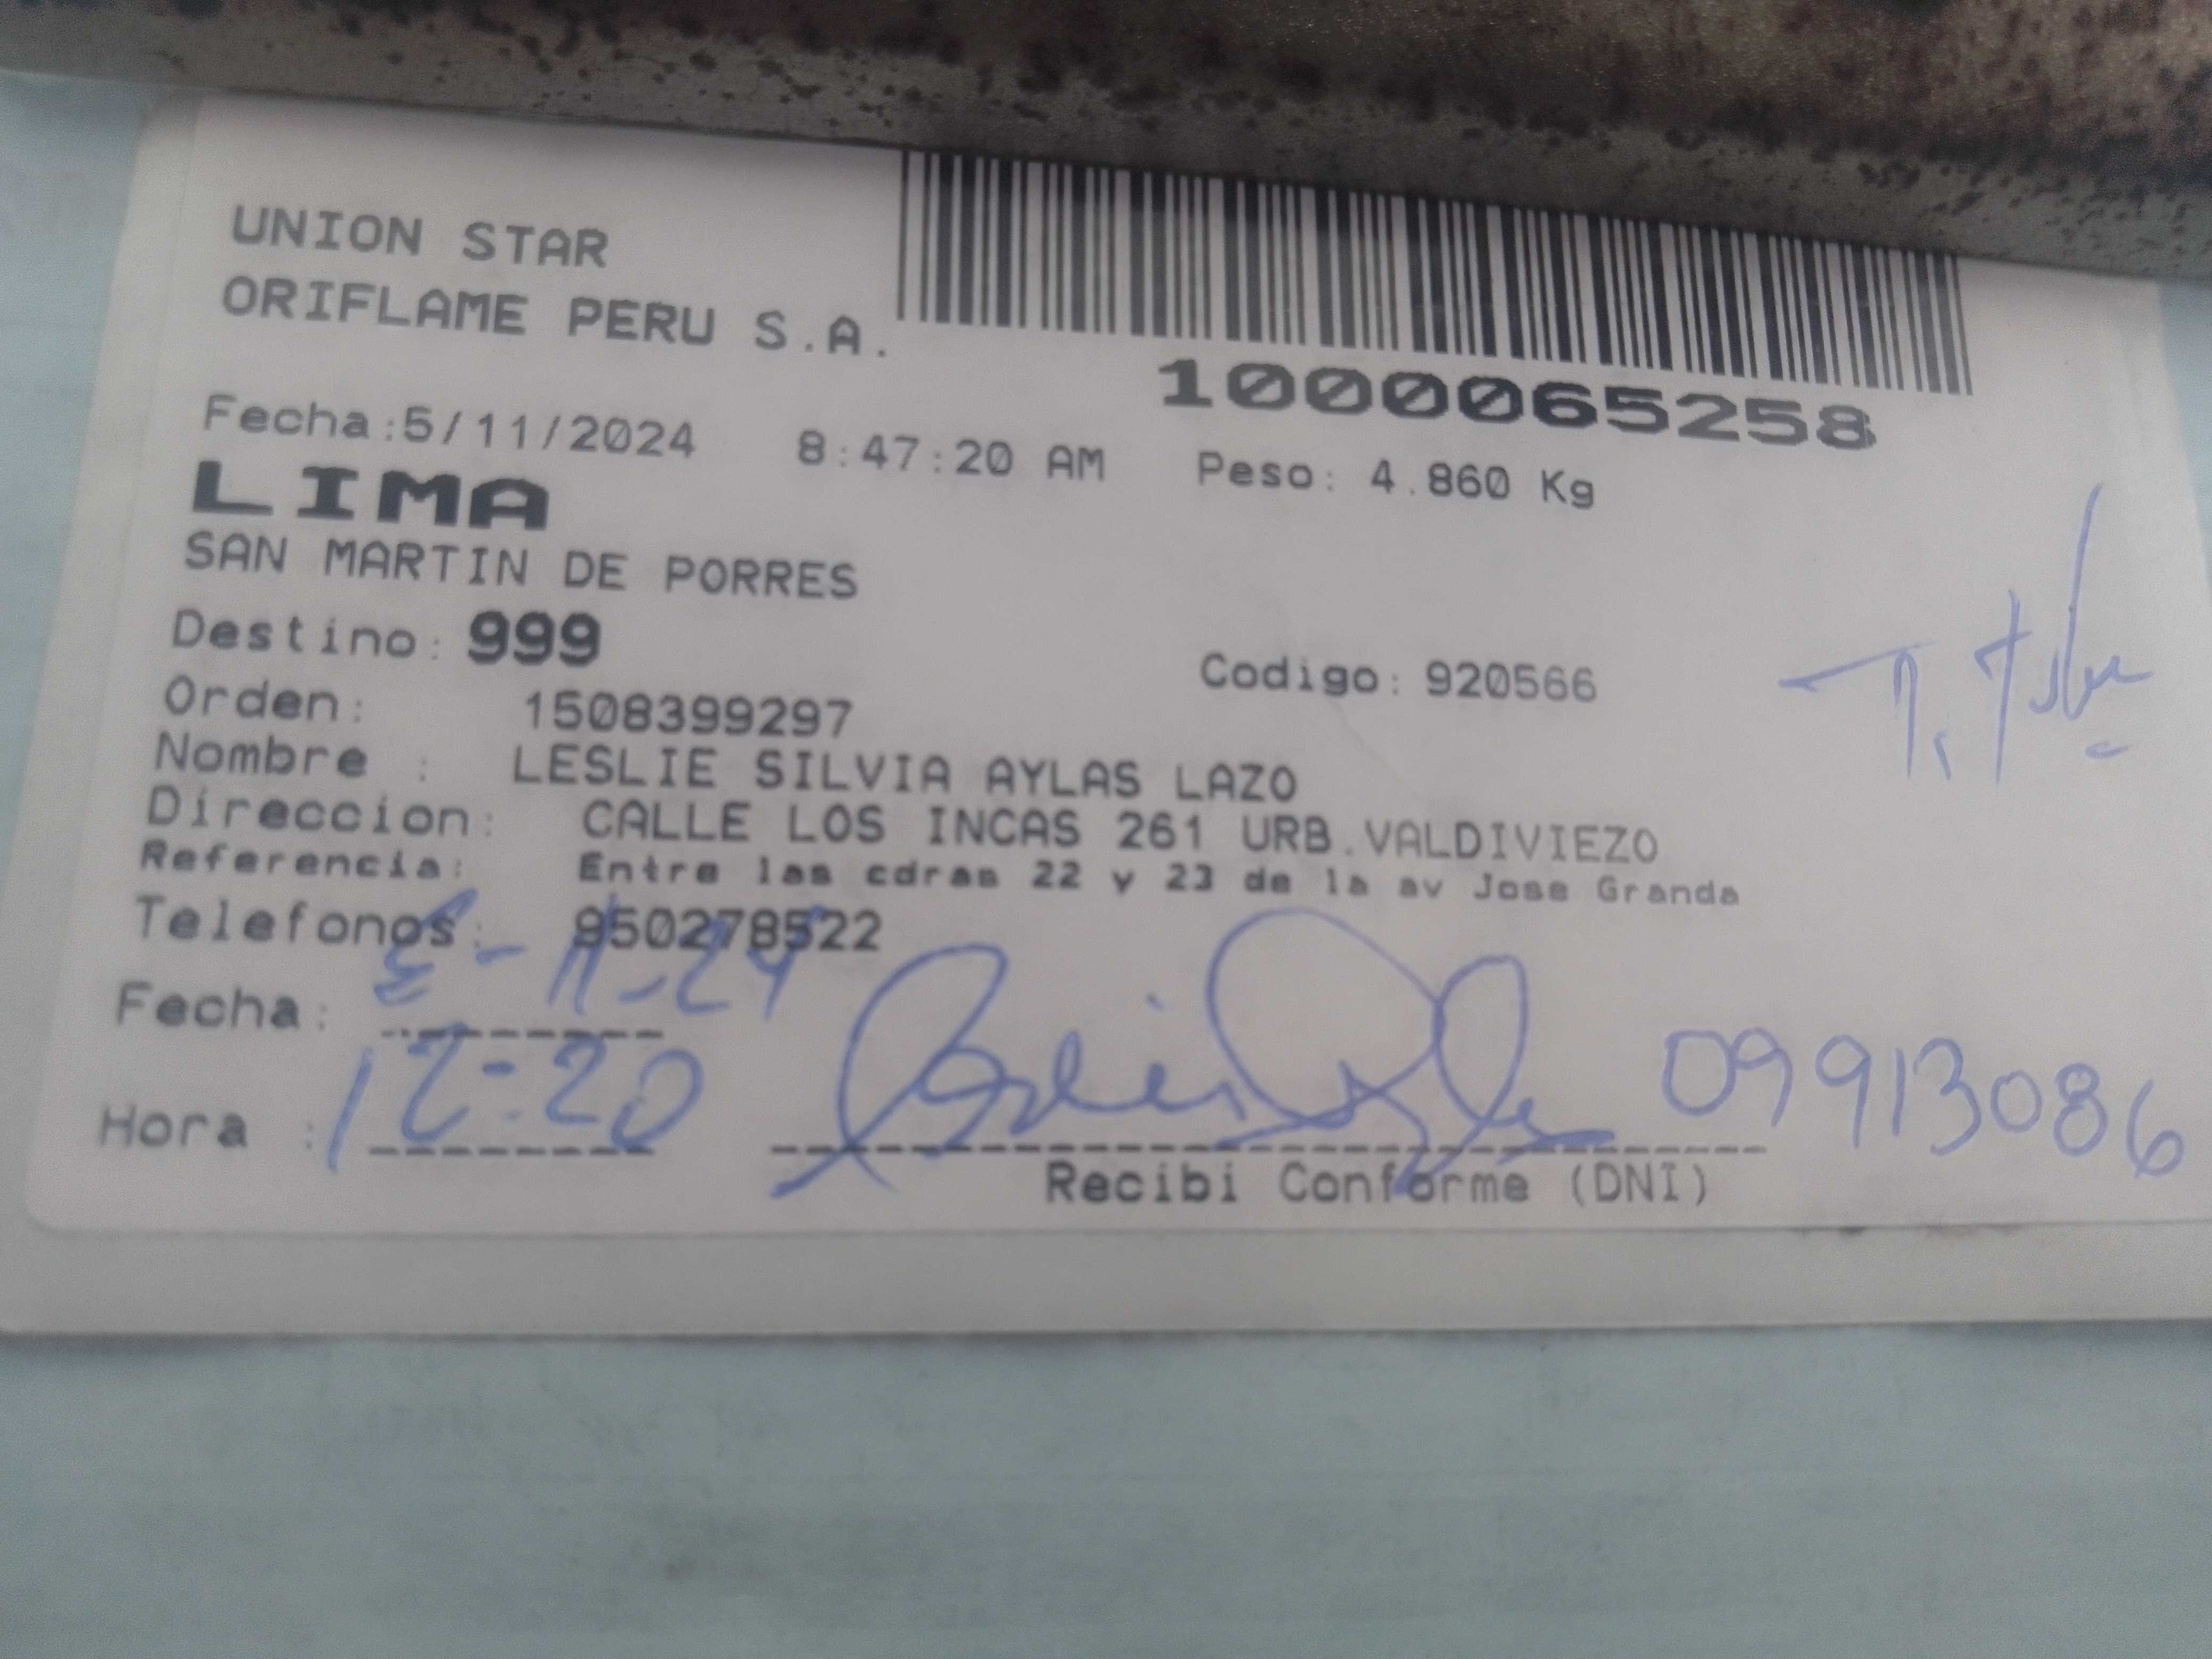 UNION STAR
ORIFLAME PERU S.A.
1000065258
Fecha:5/11/2024 8:47:20 AM Peso: 4.860 Kg
LIMA
SAN MARTIN DE PORRES
Destino: 999
Codigo: 920566
Orden: 1508399297
Nombre : LESLIE SILVIA AYLAS LAZO
Direccion: CALLE LOS INCAS 261 URB.VALDIVIEZO
Referencia: Entre las cdras 22 y 23 de la av Jose Granda
Telefonos: 950278522
Fecha: 5-11-24
Hora : 12:20
09913086
Recibi Conforme (DNI)